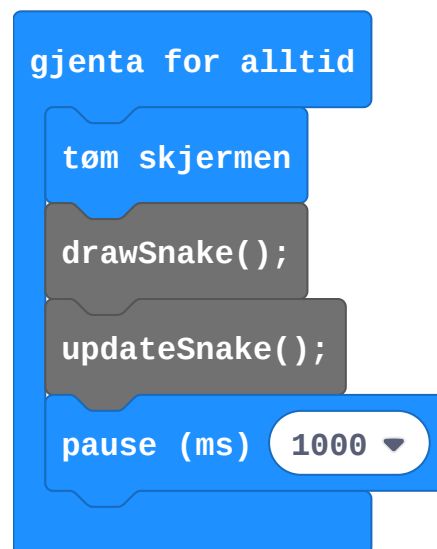 gjenta for alltid
tøm skjermen
drawSnake();
updateSnake();
pause (ms) 1000